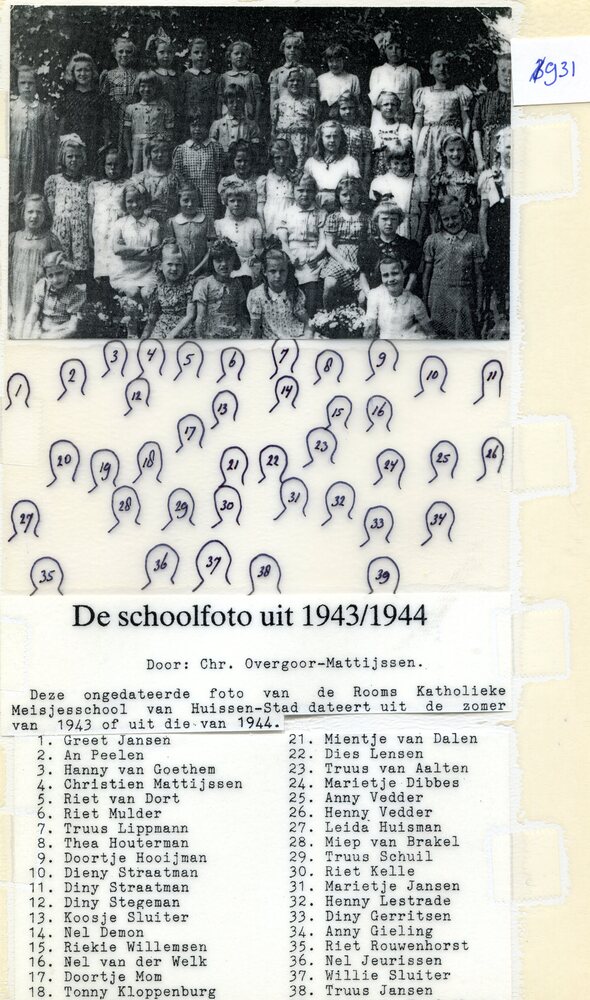 8931
1
2
3
4
5
6
7
8
9
10
11
12
13
14
15
16
17
20
19
18
21
22
23
24
25
26
27
28
29
30
31
32
33
34
35
36
37
38
39
De schoolfoto uit 1943/1944
Door: Chr. Overgoor-Mattijssen.
Deze ongedateerde foto van de Rooms Katholieke
Meisjesschool van Huissen-Stad dateert uit de zomer
van 1943 of uit die van 1944.
1. Greet Jansen
2. An Peelen
3. Hanny van Goethem
4. Christien Mattijssen
5. Riet van Dort
6. Riet Mulder
7. Truus Lippmann
8. Thea Houterman
9. Doortje Hooijman
10. Dieny Straatman
11. Diny Straatman
12. Diny Stegeman
13. Koosje Sluiter
14. Nel Demon
15. Riekie Willemsen
16. Nel van der Welk
17. Doortje Mom
18. Tonny Kloppenburg
21. Mientje van Dalen
22. Dies Lensen
23. Truus van Aalten
24. Marietje Dibbes
25. Anny Vedder
26. Henny Vedder
27. Leida Huisman
28. Miep van Brakel
29. Truus Schuil
30. Riet Kelle
31. Marietje Jansen
32. Henny Lestrade
33. Diny Gerritsen
34. Anny Gieling
35. Riet Rouwenhorst
36. Nel Jeurissen
37. Willie Sluiter
38. Truus Jansen